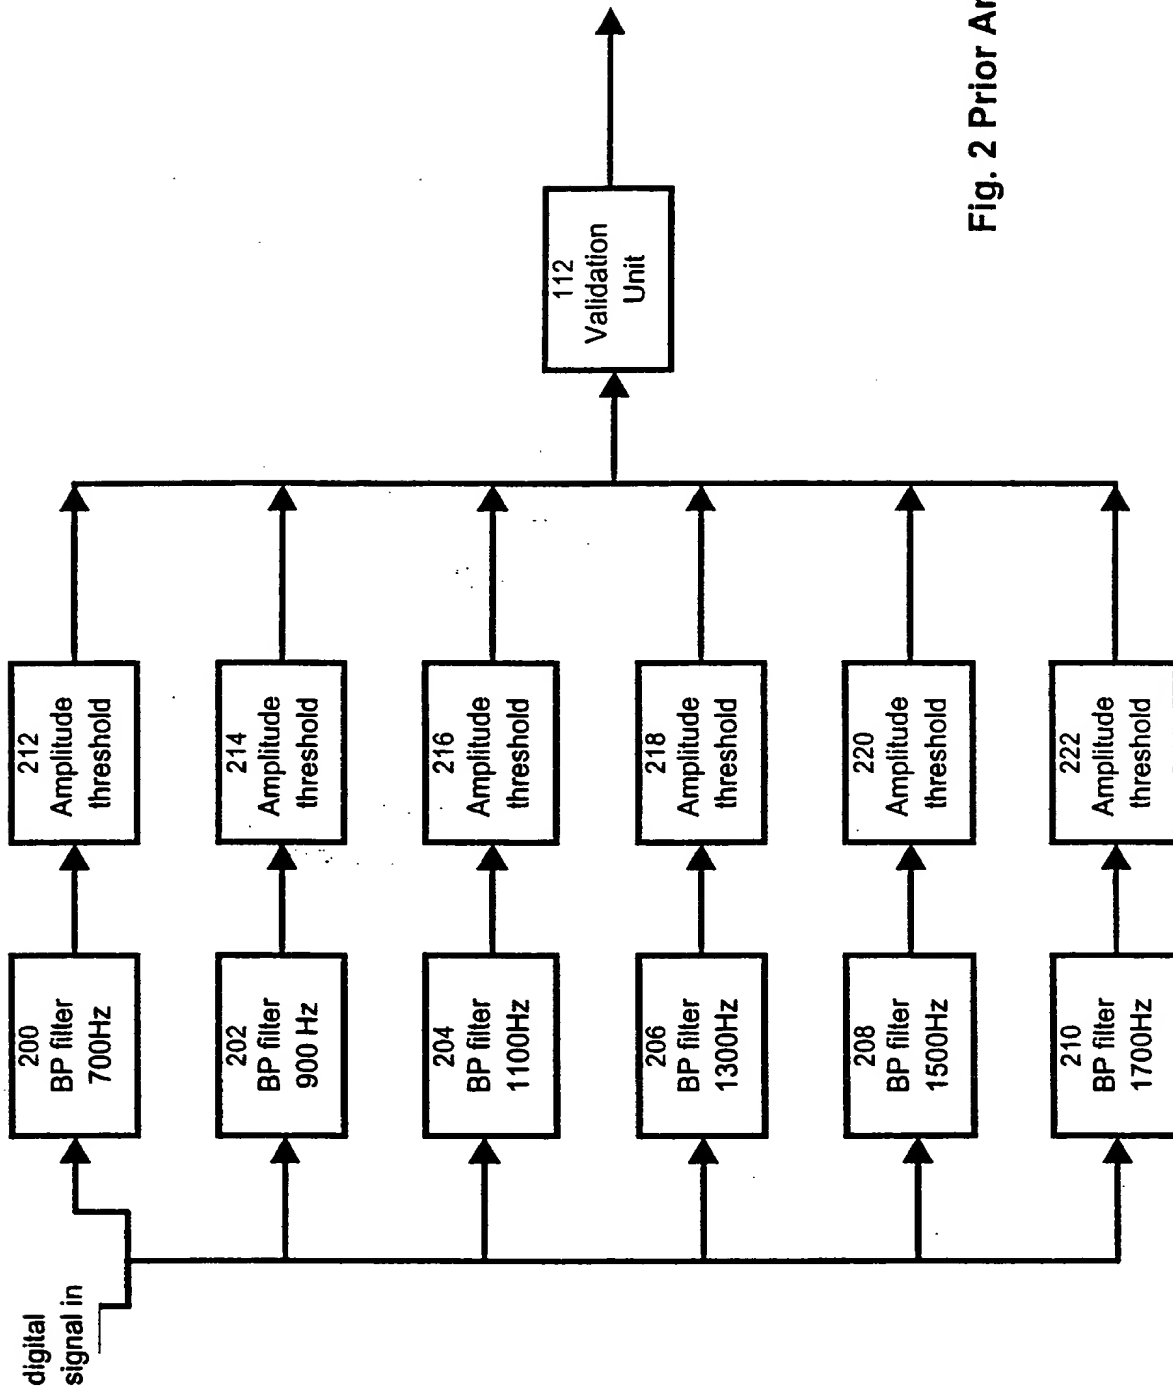 digital
signal in
200
BP filter
700Hz
212
Amplitude
threshold
202
BP filter
900 Hz
214
Amplitude
threshold
204
BP filter
1100Hz
216
Amplitude
threshold
206
BP filter
1300Hz
218
Amplitude
threshold
208
BP filter
1500Hz
220
Amplitude
threshold
210
BP filter
1700Hz
222
Amplitude
threshold
112
Validation
Unit
Fig. 2 Prior Ar